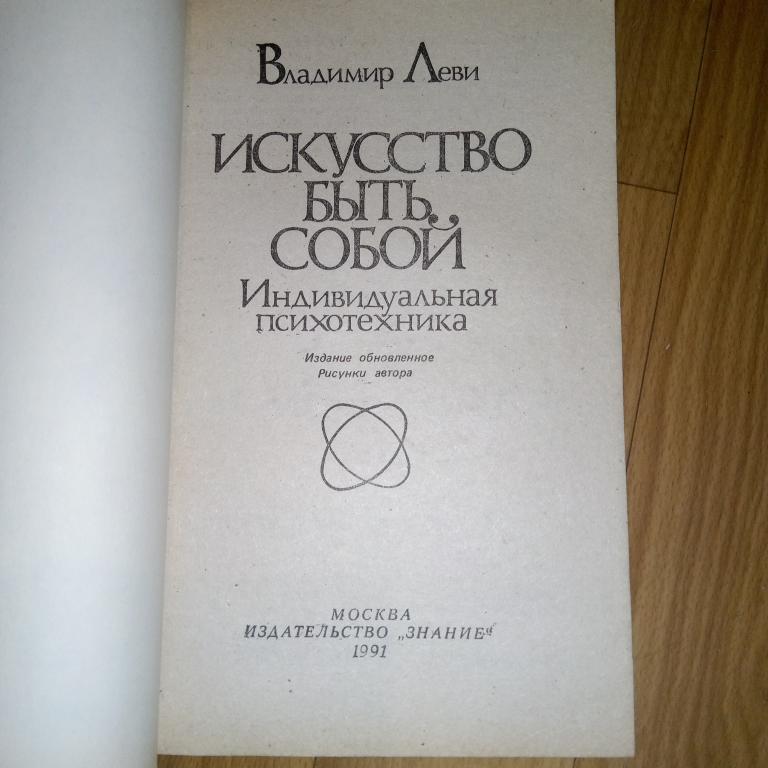 Владимир Леви
ИСКУССТВО
БЫТЬ
СОБОЙ
Индивидуальная
психотехника
Издание обновленное
Рисунки автора
МОСКВА
ИЗДАТЕЛЬСТВО „ЗНАНИЕ“
1991